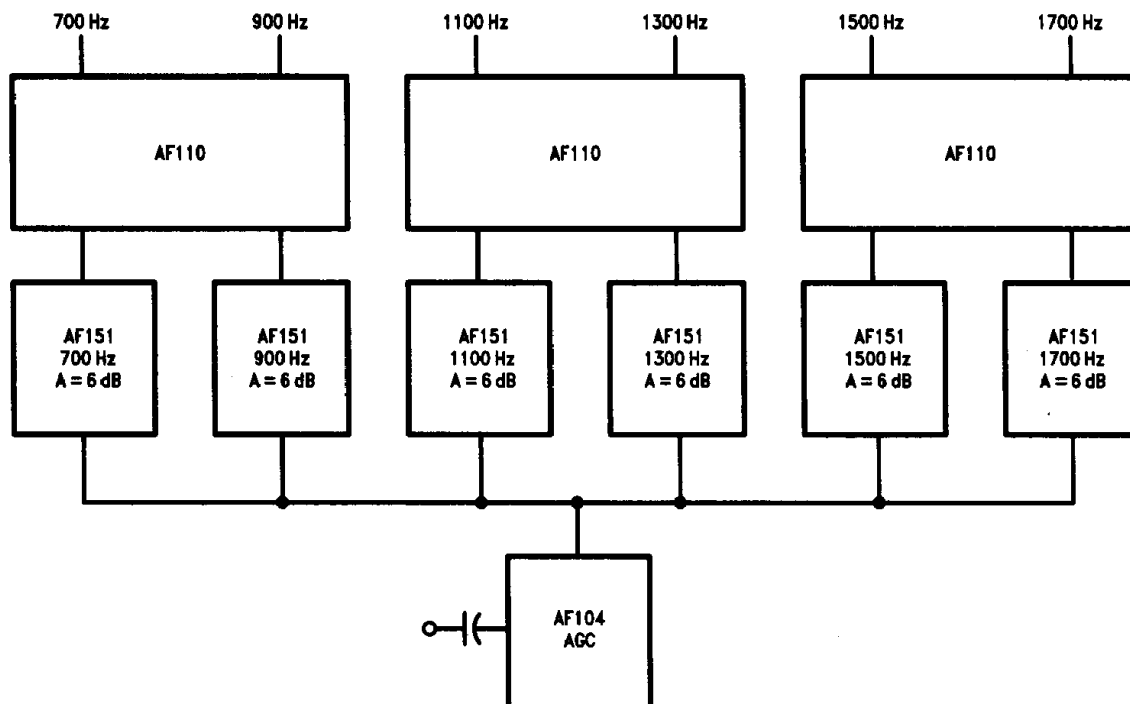 700 Hz
900 Hz
1100 Hz
1300 Hz
1500 Hz
1700 Hz
AF110
AF110
AF110
AF151
700 Hz
A = 6 dB
AF151
900 Hz
A = 6 dB
AF151
1100 Hz
A = 6 dB
AF151
1300 Hz
A = 6 dB
AF151
1500 Hz
A = 6 dB
AF151
1700 Hz
A = 6 dB
AF104
AGC